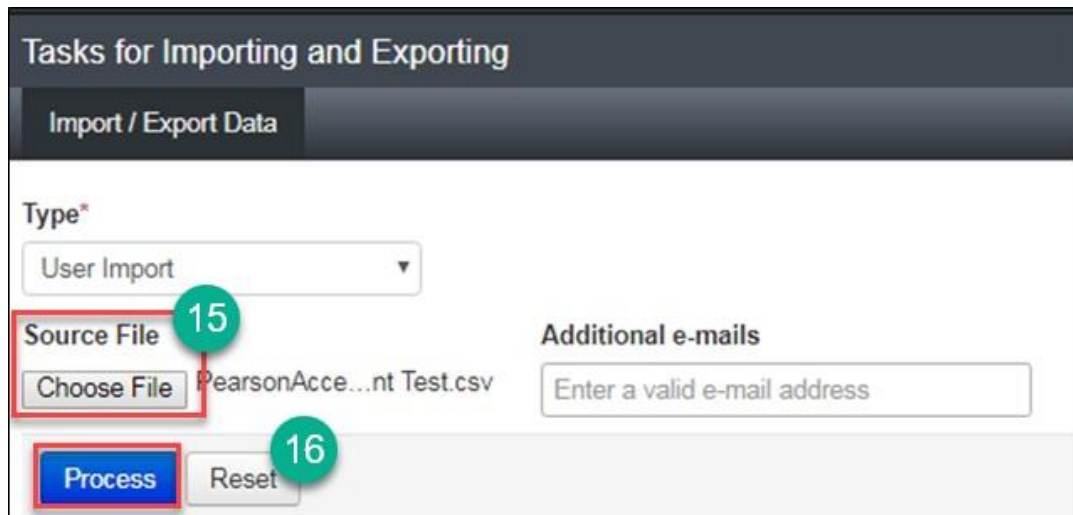 Tasks for Importing and Exporting
Import / Export Data
Type*
User Import
15
Source File Additional e-mails
Choose File PearsonAcce...nt Test.csv Enter a valid e-mail address
16
Process Reset